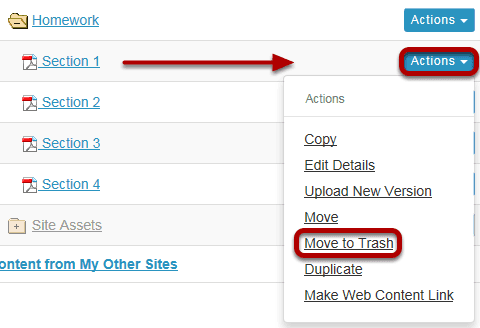 Homework Actions
Section 1 Actions
Section 2
Actions
Section 3
Copy
Edit Details
Section 4
Upload New Version
Move
Site Assets
Move to Trash
ontent from My Other Sites
Duplicate
Make Web Content Link